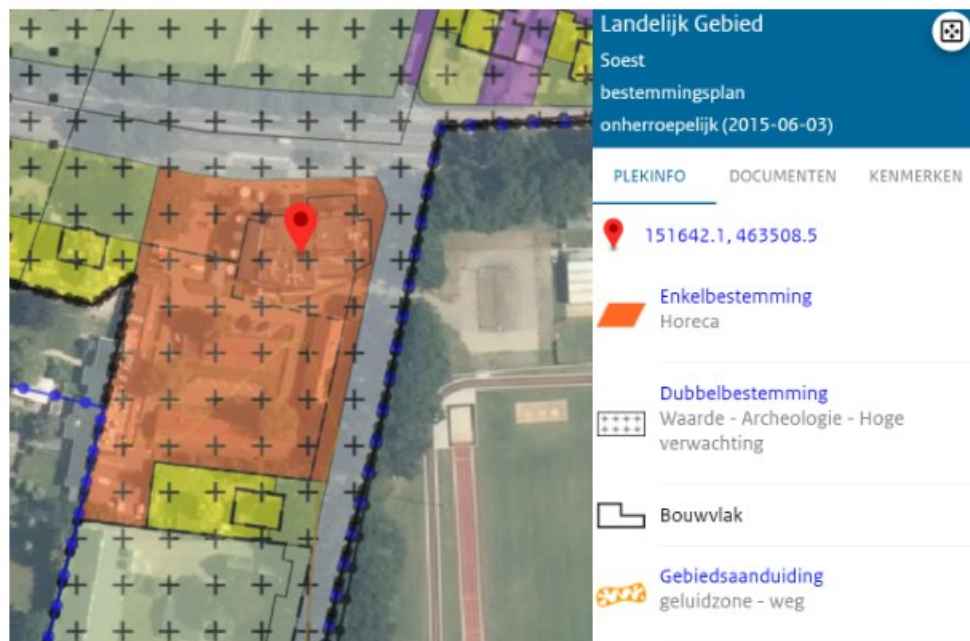 Landelijk Gebied
Soest
bestemmingsplan
onherroepelijk (2015-06-03)
PLEKINFO DOCUMENTEN KENMERKEN
151642.1, 463508.5
Enkelbestemming
Horeca
Dubbelbestemming
Waarde - Archeologie - Hoge
verwachting
Bouwvlak
Gebiedsaanduiding
geluidzone - weg